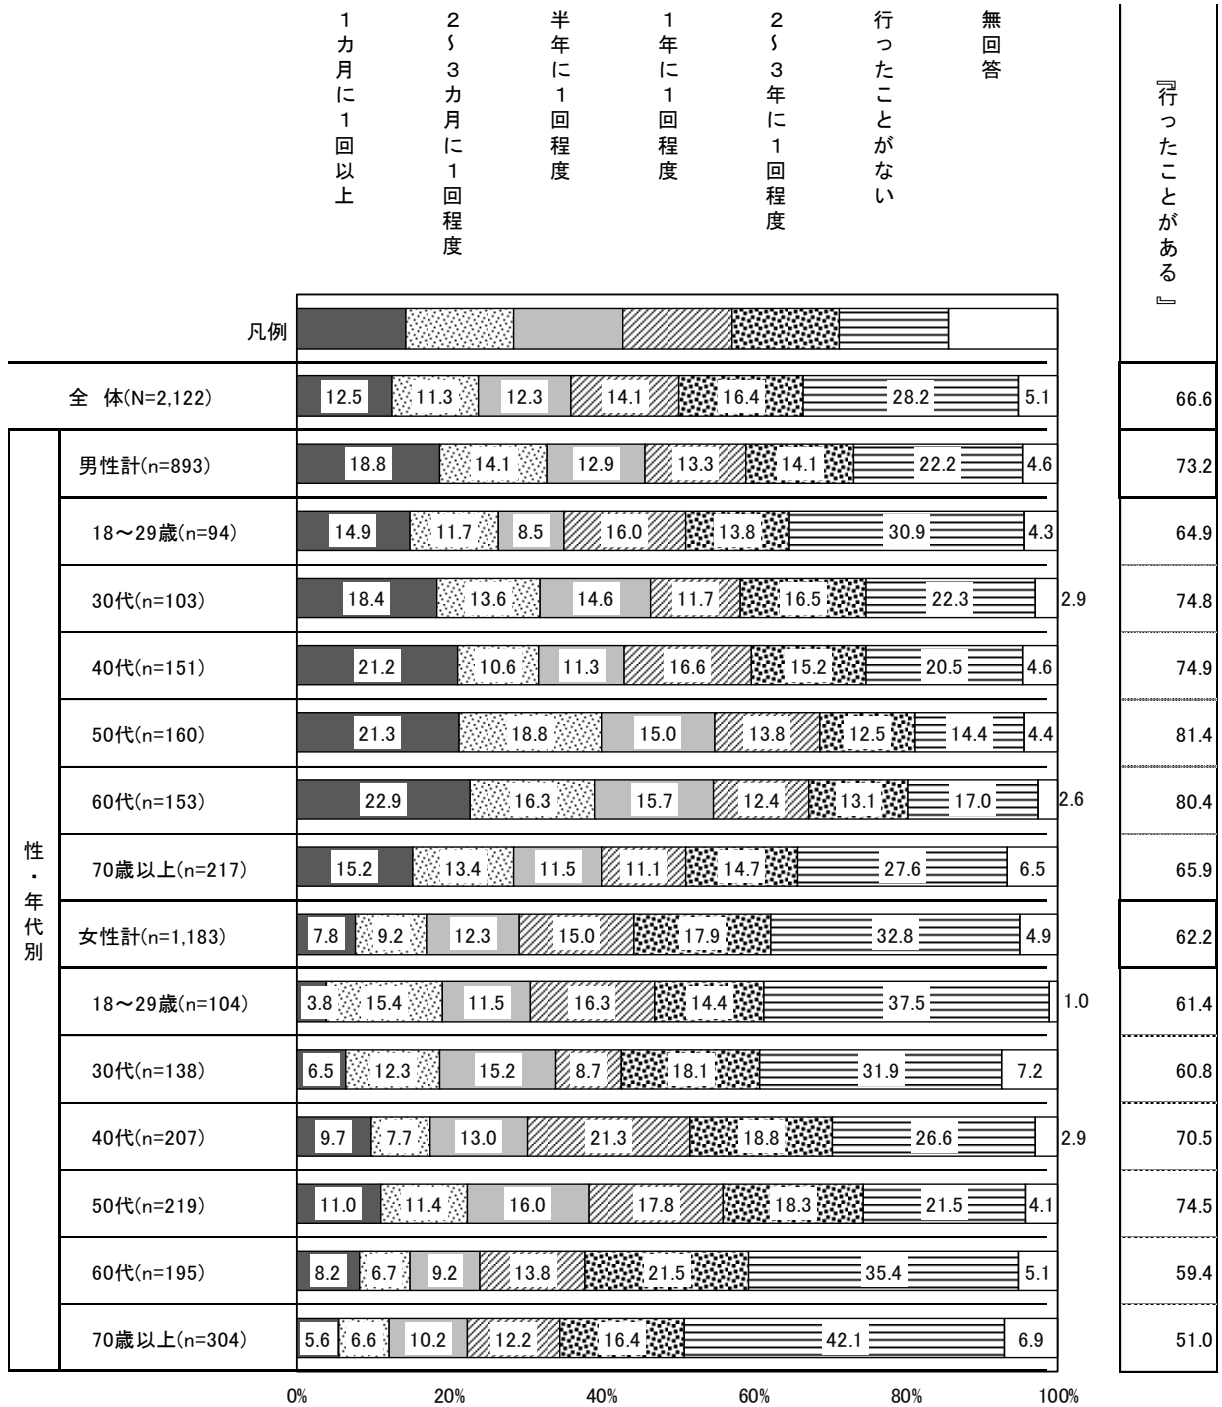 1カ月に1回以上
2～3カ月に1回程度
半年に1回程度
1年に1回程度
2～3年に1回程度
行ったことがない
無回答
『行ったことがある』
凡例
全 体(N=2,122) 12.5 11.3 12.3 14.1 16.4 28.2 5.1 66.6
性・年代別
男性計(n=893) 18.8 14.1 12.9 13.3 14.1 22.2 4.6 73.2
18～29歳(n=94) 14.9 11.7 8.5 16.0 13.8 30.9 4.3 64.9
30代(n=103) 18.4 13.6 14.6 11.7 16.5 22.3 2.9 74.8
40代(n=151) 21.2 10.6 11.3 16.6 15.2 20.5 4.6 74.9
50代(n=160) 21.3 18.8 15.0 13.8 12.5 14.4 4.4 81.4
60代(n=153) 22.9 16.3 15.7 12.4 13.1 17.0 2.6 80.4
70歳以上(n=217) 15.2 13.4 11.5 11.1 14.7 27.6 6.5 65.9
女性計(n=1,183) 7.8 9.2 12.3 15.0 17.9 32.8 4.9 62.2
18～29歳(n=104) 3.8 15.4 11.5 16.3 14.4 37.5 1.0 61.4
30代(n=138) 6.5 12.3 15.2 8.7 18.1 31.9 7.2 60.8
40代(n=207) 9.7 7.7 13.0 21.3 18.8 26.6 2.9 70.5
50代(n=219) 11.0 11.4 16.0 17.8 18.3 21.5 4.1 74.5
60代(n=195) 8.2 6.7 9.2 13.8 21.5 35.4 5.1 59.4
70歳以上(n=304) 5.6 6.6 10.2 12.2 16.4 42.1 6.9 51.0
0% 20% 40% 60% 80% 100%